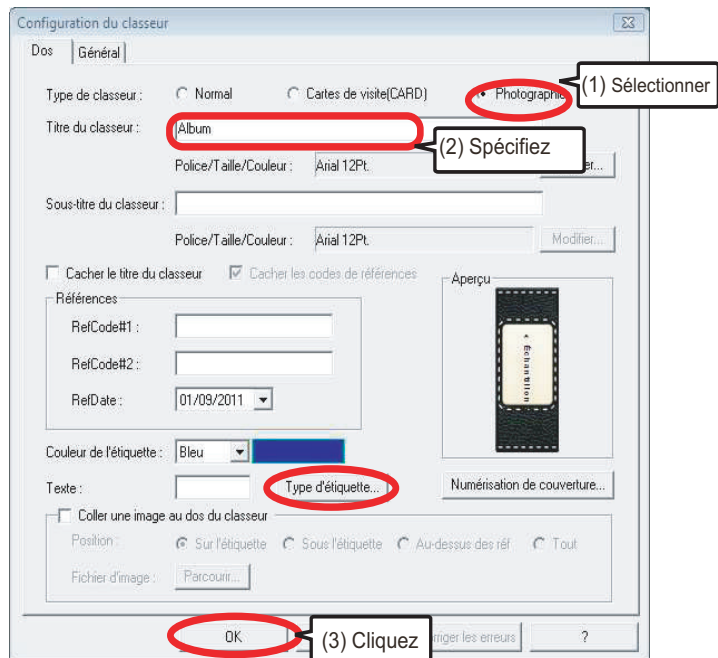 Configuration du classeur
Dos Général
Type de classeur : Normal Cartes de visite(CARD) Photographie
(1) Sélectionner
Titre du classeur : Album
(2) Spécifiez
Police/Taille/Couleur : Arial 12Pt. er...
Sous-titre du classeur :
Police/Taille/Couleur : Arial 12Pt. Modifier...
Cacher le titre du classeur Cacher les codes de références
Aperçu
Références
RefCode#1 :
RefCode#2 :
RefDate : 01/09/2011
Échantillon
Couleur de l'étiquette : Bleu
Texte : Type d'étiquette... Numérisation de couverture...
Coller une image au dos du classeur
Position : Sur l'étiquette Sous l'étiquette Au-dessus des réf Tout
Fichier d'image : Parcourir...
OK (3) Cliquez riger les erreurs ?